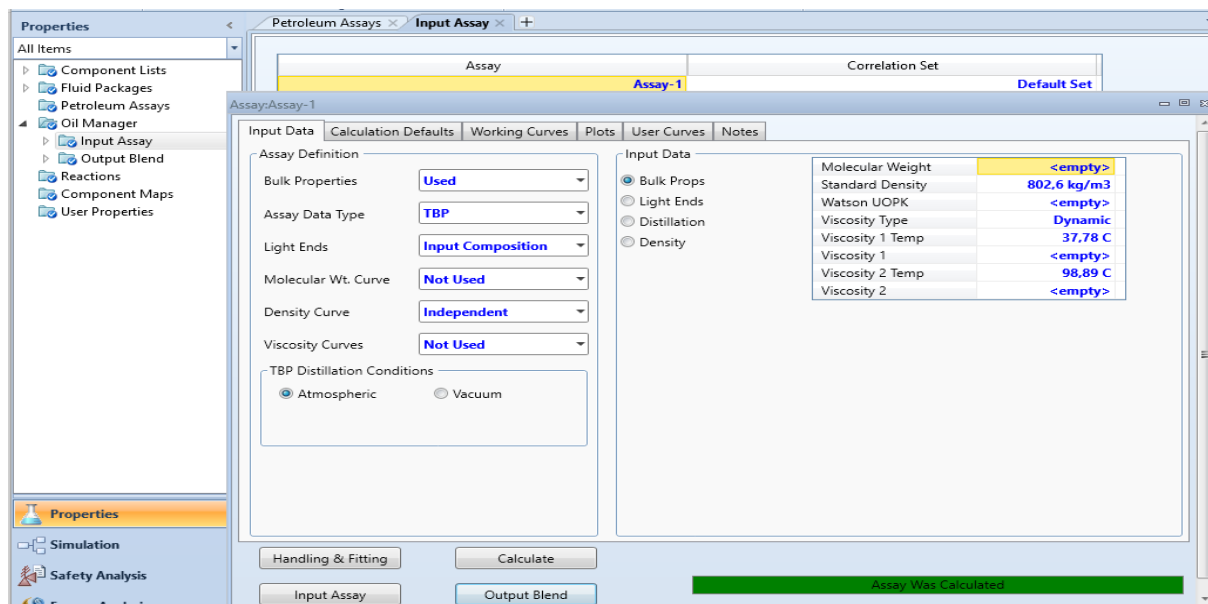 Properties
All Items
Component Lists
Fluid Packages
Petroleum Assays
Oil Manager
Input Assay
Output Blend
Reactions
Component Maps
User Properties
Properties
Simulation
Safety Analysis
Petroleum Assays × Input Assay × +
Assay Correlation Set
Assay-1 Default Set
Assay:Assay-1
Input Data Calculation Defaults Working Curves Plots User Curves Notes
Assay Definition
Bulk Properties Used
Assay Data Type TBP
Light Ends Input Composition
Molecular Wt. Curve Not Used
Density Curve Independent
Viscosity Curves Not Used
TBP Distillation Conditions
Atmospheric Vacuum
Input Data
Bulk Props
Light Ends
Distillation
Density
Molecular Weight <empty>
Standard Density 802,6 kg/m3
Watson UOPK <empty>
Viscosity Type Dynamic
Viscosity 1 Temp 37,78 C
Viscosity 1 <empty>
Viscosity 2 Temp 98,89 C
Viscosity 2 <empty>
Handling & Fitting Calculate
Input Assay Output Blend
Assay Was Calculated